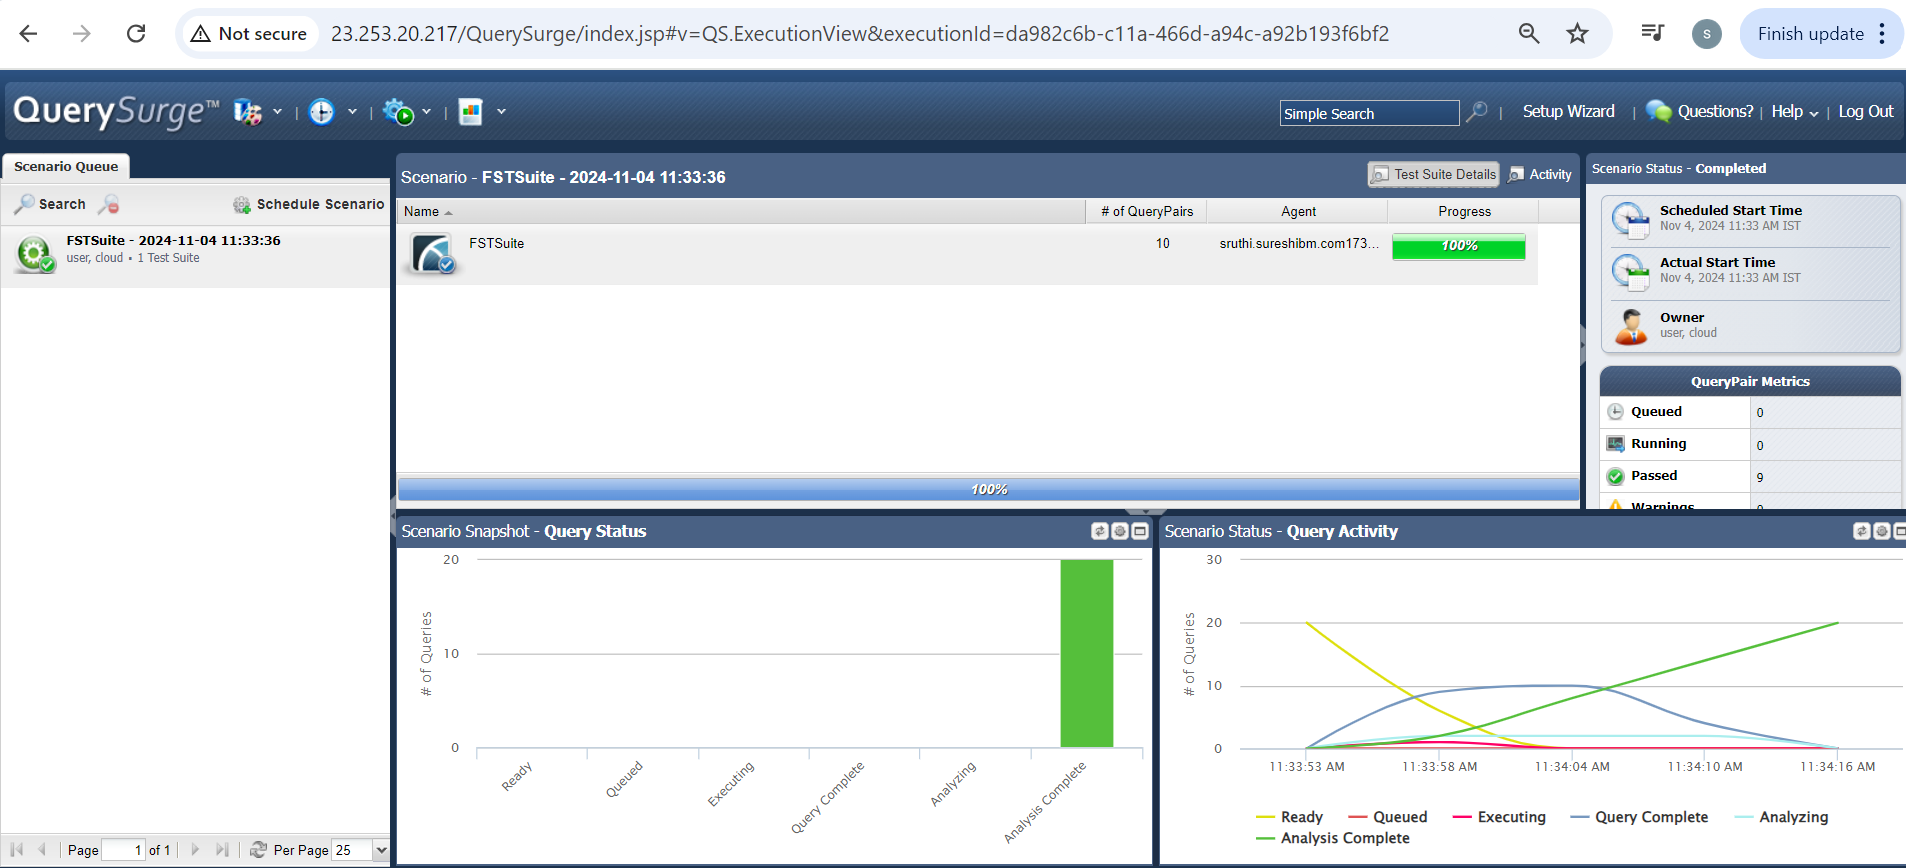 Not secure
23.253.20.217/QuerySurge/index.jsp#v=QS.ExecutionView&executionId=da982c6b-c11a-466d-a94c-a92b193f6bf2
S
Finish update
QuerySurge™
Simple Search
Setup Wizard
Questions?
Help
Log Out
Scenario Queue
Search
Schedule Scenario
FSTSuite - 2024-11-04 11:33:36
user, cloud • 1 Test Suite
Page 1 of 1
Per Page 25
Scenario - FSTSuite - 2024-11-04 11:33:36
Test Suite Details
Activity
Name
# of QueryPairs
Agent
Progress
FSTSuite
10
sruthi.sureshibm.com173...
100%
100%
Scenario Status - Completed
Scheduled Start Time
Nov 4, 2024 11:33 AM IST
Actual Start Time
Nov 4, 2024 11:33 AM IST
Owner
user, cloud
QueryPair Metrics
Queued 0
Running 0
Passed 9
Warnings 0
Scenario Snapshot - Query Status
# of Queries
20
10
0
Ready
Queued
Executing
Query Complete
Analyzing
Analysis Complete
Scenario Status - Query Activity
# of Queries
30
20
10
0
11:33:53 AM
11:33:58 AM
11:34:04 AM
11:34:10 AM
11:34:16 AM
Ready
Queued
Executing
Query Complete
Analyzing
Analysis Complete